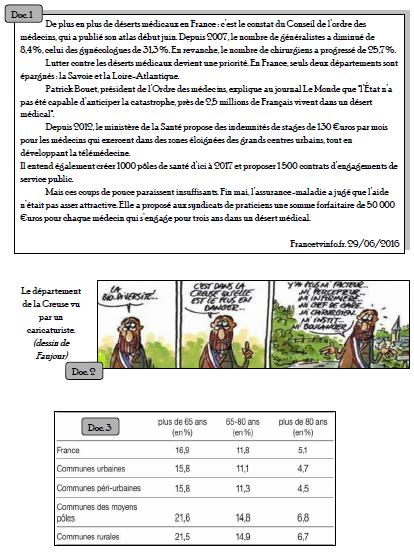 Doc.1
De plus en plus de déserts médicaux en France : c'est le constat du Conseil de l'ordre des
médecins, qui a publié son atlas début juin. Depuis 2007, le nombre de généralistes a diminué de
8,4%, celui des gynécologues de 31,3%. En revanche, le nombre de chirurgiens a progressé de 25,7%.
Lutter contre les déserts médicaux devient une priorité. En France, seuls deux départements sont
épargnés : la Savoie et la Loire-Atlantique.
Patrick Bouet, président de l'Ordre des médecins, explique au journal Le Monde que "l'État n'a
pas été capable d'anticiper la catastrophe, près de 2,5 millions de Français vivent dans un désert
médical".
Depuis 2012, le ministère de la Santé propose des indemnités de stages de 130 €uros par mois
pour les médecins qui exercent dans des zones éloignées des grands centres urbains, tout en
développant la télémédecine.
Il entend également créer 1000 pôles de santé d'ici à 2017 et proposer 1500 contrats d'engagements de
service public.
Mais ces coups de pouce paraissent insuffisants. Fin mai, l'assurance-maladie a jugé que l'aide
n'était pas asser attractive. Elle a proposé aux syndicats de praticiens une somme forfaitaire de 50 000
€uros pour chaque médecin qui s'engage pour trois ans dans un désert médical.
Francetvinfo.fr. 29/06/2016
Le département
de la Creuse vu
par un
caricaturiste.
(dessin de
Faujour)
Doc.2
LA
BIODIVERSITÉ...
C'EST DANS LA
CREUSE QU'ELLE
EST LE PLUS EN
DANGER...
Y'A PLUS NI FACTEUR...
NI PERCEPTEUR...
NI INFIRMIÈRE...
NI CHEF DE GARE...
NI CHIRURGIEN...
NI INSTIT...
NI BOULANGER...
Doc.3
plus de 65 ans (en %) 65-80 ans (en %) plus de 80 ans (en %)
France 16,9 11,8 5,1
Communes urbaines 15,8 11,1 4,7
Communes péri-urbaines 15,8 11,3 4,5
Communes des moyens pôles 21,6 14,8 6,8
Communes rurales 21,5 14,9 6,7